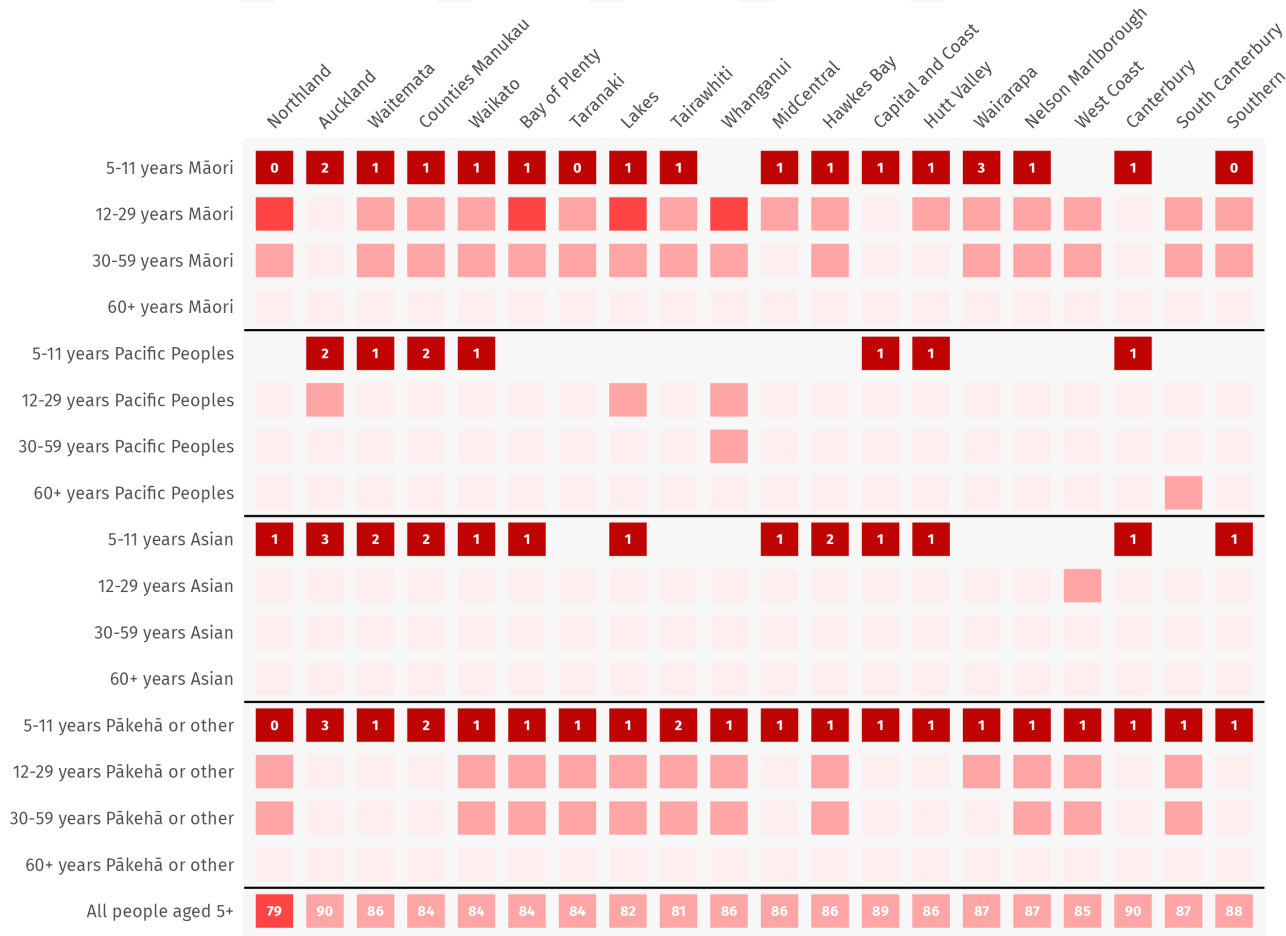 Northland Auckland Waitemata Counties Manukau Waikato Bay of Plenty Taranaki Lakes Tairawhiti Whanganui MidCentral Hawkes Bay Capital and Coast Hutt Valley Wairarapa Nelson Marlborough West Coast Canterbury South Canterbury Southern
5-11 years Māori 0 2 1 1 1 1 0 1 1 1 1 1 1 3 1 1 0
12-29 years Māori
30-59 years Māori
60+ years Māori
5-11 years Pacific Peoples 2 1 2 1 1 1 1
12-29 years Pacific Peoples
30-59 years Pacific Peoples
60+ years Pacific Peoples
5-11 years Asian 1 3 2 2 1 1 1 1 2 1 1 1 1
12-29 years Asian
30-59 years Asian
60+ years Asian
5-11 years Pākehā or other 0 3 1 2 1 1 1 1 2 1 1 1 1 1 1 1 1 1 1 1
12-29 years Pākehā or other
30-59 years Pākehā or other
60+ years Pākehā or other
All people aged 5+ 79 90 86 84 84 84 84 82 81 86 86 86 89 86 87 87 85 90 87 88